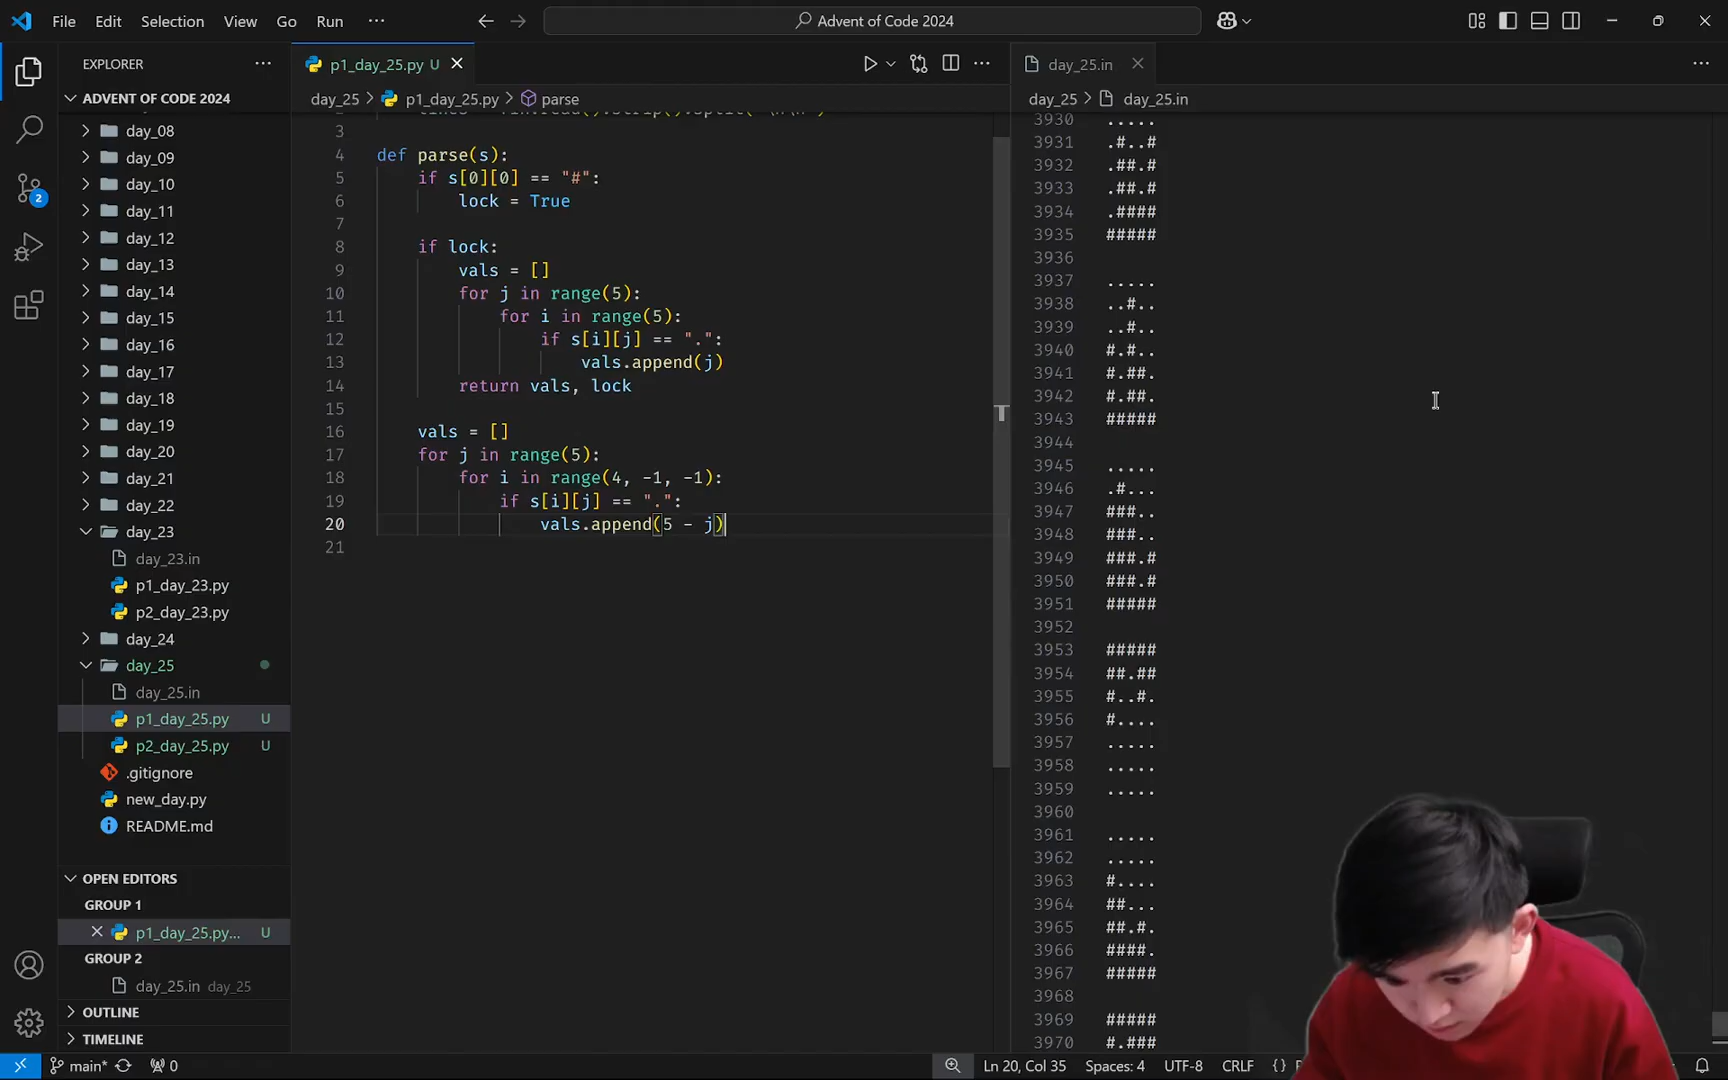 File Edit Selection View Go Run ··· Advent of Code 2024
EXPLORER
ADVENT OF CODE 2024
day_08
day_09
day_10
day_11
day_12
day_13
day_14
day_15
day_16
day_17
day_18
day_19
day_20
day_21
day_22
day_23
day_23.in
p1_day_23.py
p2_day_23.py
day_24
day_25
day_25.in
p1_day_25.py U
p2_day_25.py U
.gitignore
new_day.py
README.md
OPEN EDITORS
GROUP 1
p1_day_25.py... U
GROUP 2
day_25.in day_25
OUTLINE
TIMELINE
2
p1_day_25.py U
day_25 > p1_day_25.py > parse
3
4 def parse(s):
5 if s[0][0] == "#":
6 lock = True
7
8 if lock:
9 vals = []
10 for j in range(5):
11 for i in range(5):
12 if s[i][j] == ".":
13 vals.append(j)
14 return vals, lock
15
16 vals = []
17 for j in range(5):
18 for i in range(4, -1, -1):
19 if s[i][j] == ".":
20 vals.append(5 - j)
21
day_25.in
day_25 > day_25.in
3930 .....
3931 .#..#
3932 .##.#
3933 .##.#
3934 .####
3935 #####
3936
3937 .....
3938 ..#..
3939 ..#..
3940 #.#..
3941 #.##.
3942 #.##.
3943 #####
3944
3945 .....
3946 .#...
3947 ###..
3948 ###..
3949 ###.#
3950 ###.#
3951 #####
3952
3953 #####
3954 ##.##
3955 #..#.
3956 #....
3957 .....
3958 .....
3959 .....
3960
3961 .....
3962 .....
3963 #....
3964 ##...
3965 ##.#.
3966 ####.
3967 #####
3968
3969 #####
3970 #.###
main* 0 Ln 20, Col 35 Spaces: 4 UTF-8 CRLF {}